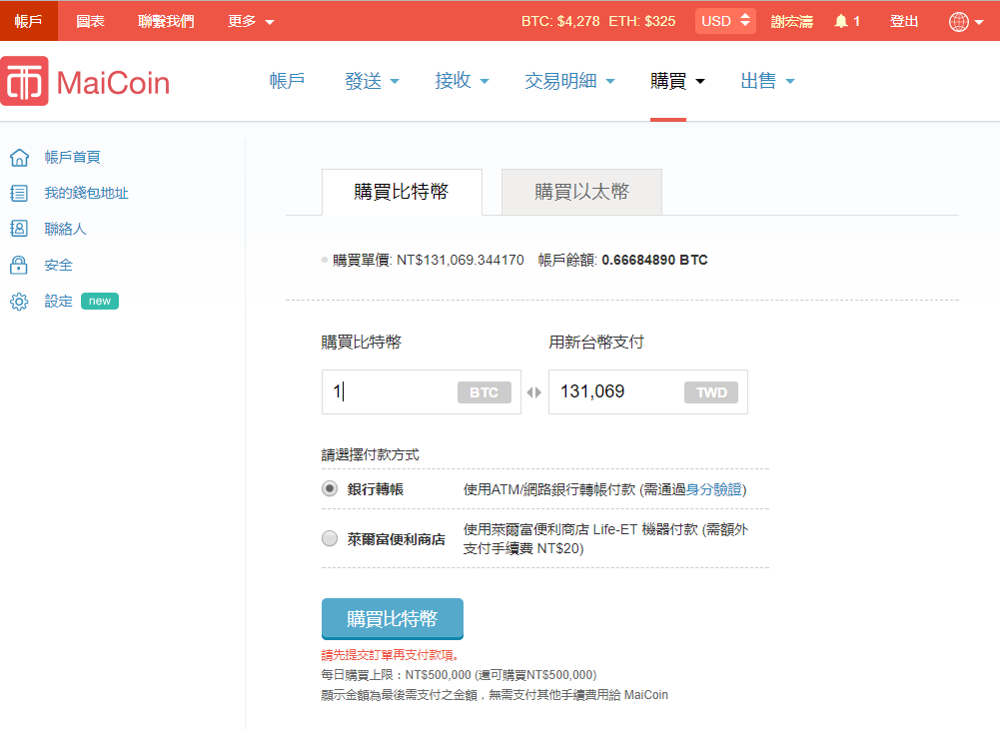 帳戶 圖表 聯繫我們 更多 BTC: $4,278 ETH: $325 USD 謝宏濤 1 登出
MaiCoin 帳戶 發送 接收 交易明細 購買 出售
帳戶首頁
我的錢包地址
聯絡人
安全
設定 new
購買比特幣 購買以太幣
購買單價: NT$131,069.344170 帳戶餘額: 0.66684890 BTC
購買比特幣 用新台幣支付
1 BTC 131,069 TWD
請選擇付款方式
銀行轉帳 使用ATM/網路銀行轉帳付款 (需通過身分驗證)
萊爾富便利商店 使用萊爾富便利商店 Life-ET 機器付款 (需額外
支付手續費 NT$20)
購買比特幣
請先提交訂單再支付款項。
每日購買上限：NT$500,000 (還可購買NT$500,000)
顯示金額為最後需支付之金額，無需支付其他手續費用給 MaiCoin